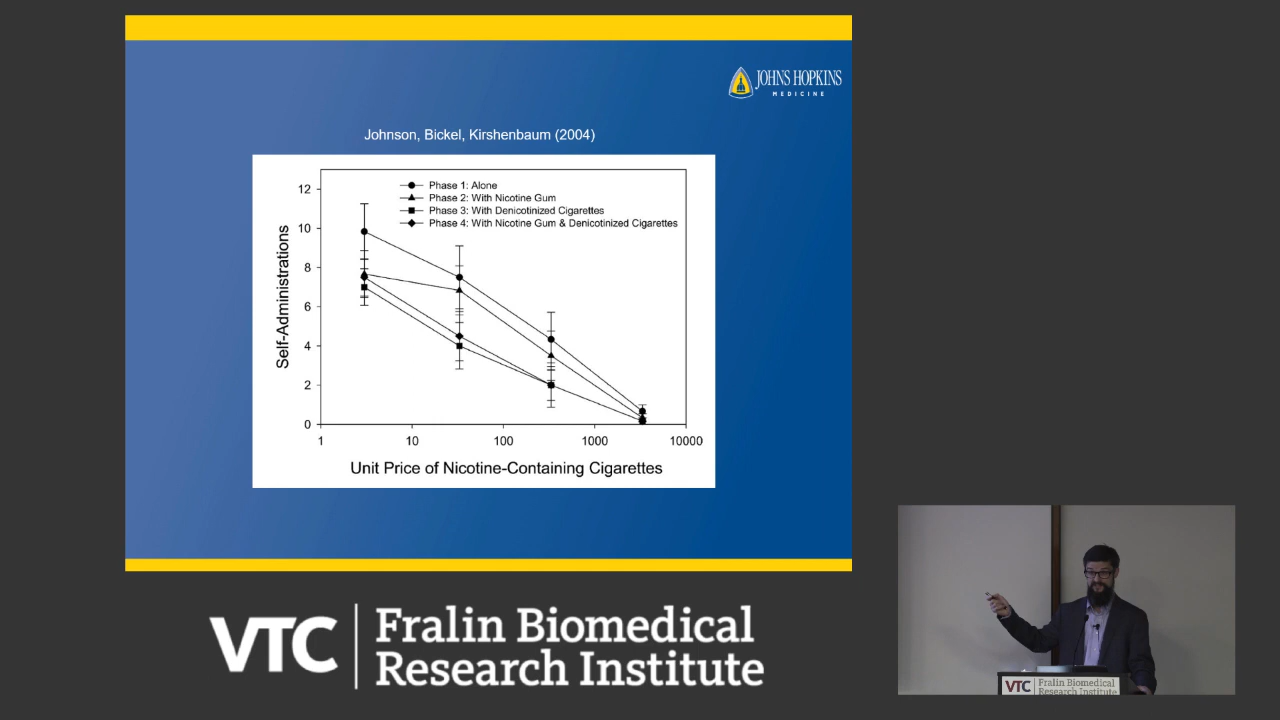 JOHNS HOPKINS
MEDICINE
Johnson, Bickel, Kirshenbaum (2004)
Phase 1: Alone
Phase 2: With Nicotine Gum
Phase 3: With Denicotinized Cigarettes
Phase 4: With Nicotine Gum & Denicotinized Cigarettes
Self-Administrations
12
10
8
6
4
2
0
1 10 100 1000 10000
Unit Price of Nicotine-Containing Cigarettes
VTC Fralin Biomedical
Research Institute
VTC Fralin Biomedical
Research Institute